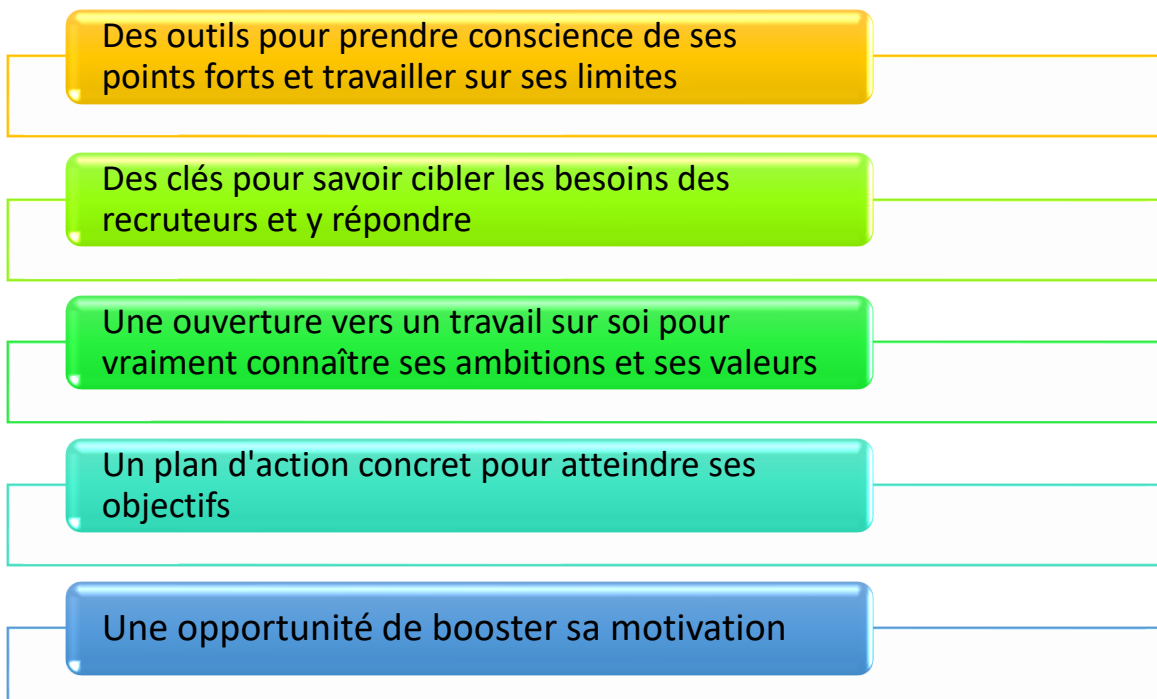 Des outils pour prendre conscience de ses
points forts et travailler sur ses limites
Des clés pour savoir cibler les besoins des
recruteurs et y répondre
Une ouverture vers un travail sur soi pour
vraiment connaître ses ambitions et ses valeurs
Un plan d'action concret pour atteindre ses
objectifs
Une opportunité de booster sa motivation